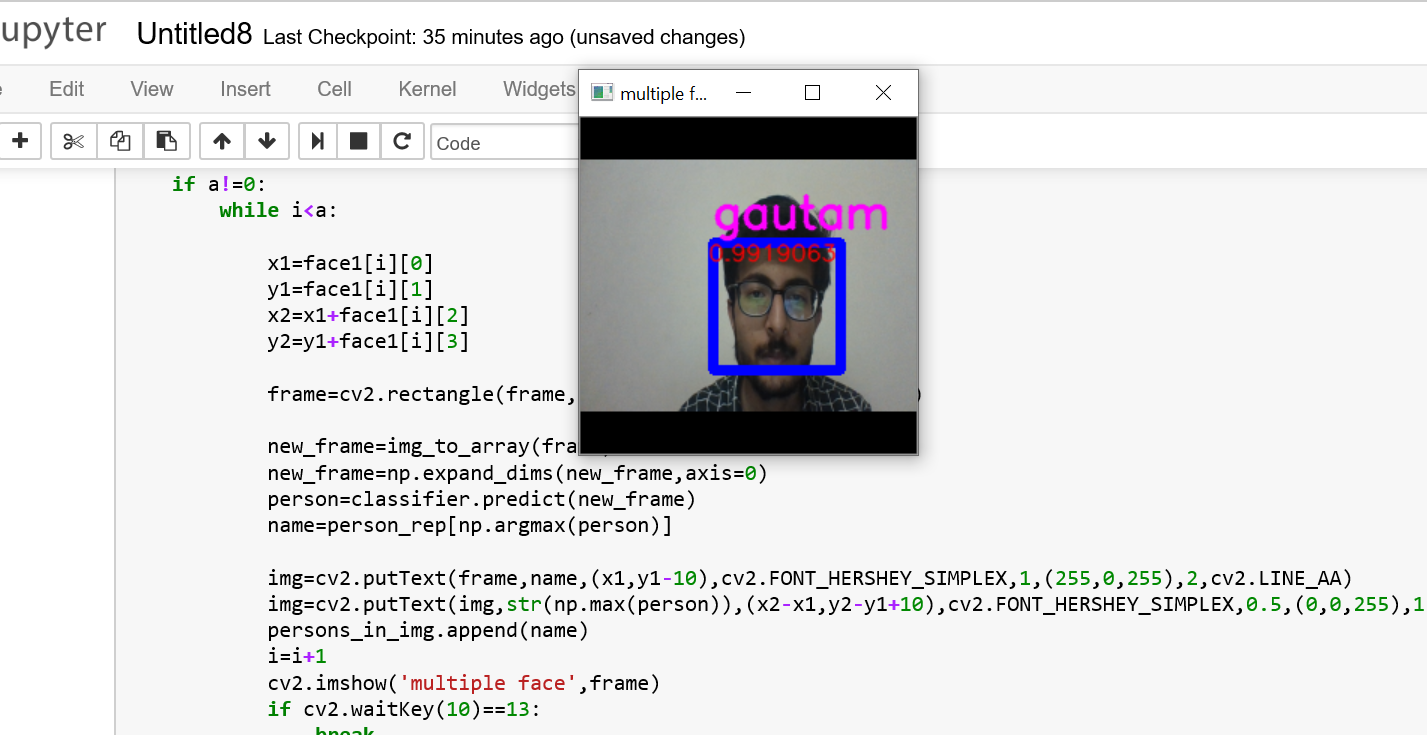 upyter Untitled8 Last Checkpoint: 35 minutes ago (unsaved changes)
Edit View Insert Cell Kernel Widgets
Code
multiple f...
gautam
0.9919063
if a!=0:
while i<a:
x1=face1[i][0]
y1=face1[i][1]
x2=x1+face1[i][2]
y2=y1+face1[i][3]
frame=cv2.rectangle(frame,
new_frame=img_to_array(fra
new_frame=np.expand_dims(new_frame,axis=0)
person=classifier.predict(new_frame)
name=person_rep[np.argmax(person)]
img=cv2.putText(frame,name,(x1,y1-10),cv2.FONT_HERSHEY_SIMPLEX,1,(255,0,255),2,cv2.LINE_AA)
img=cv2.putText(img,str(np.max(person)),(x2-x1,y2-y1+10),cv2.FONT_HERSHEY_SIMPLEX,0.5,(0,0,255),1
persons_in_img.append(name)
i=i+1
cv2.imshow('multiple face',frame)
if cv2.waitKey(10)==13:
break